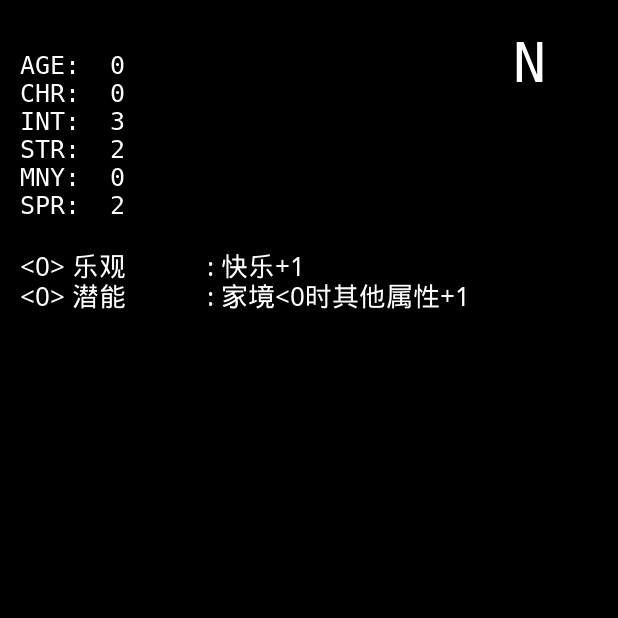 N
AGE: 0
CHR: 0
INT: 3
STR: 2
MNY: 0
SPR: 2
<0> 乐观 : 快乐+1
<0> 潜能 : 家境<0时其他属性+1